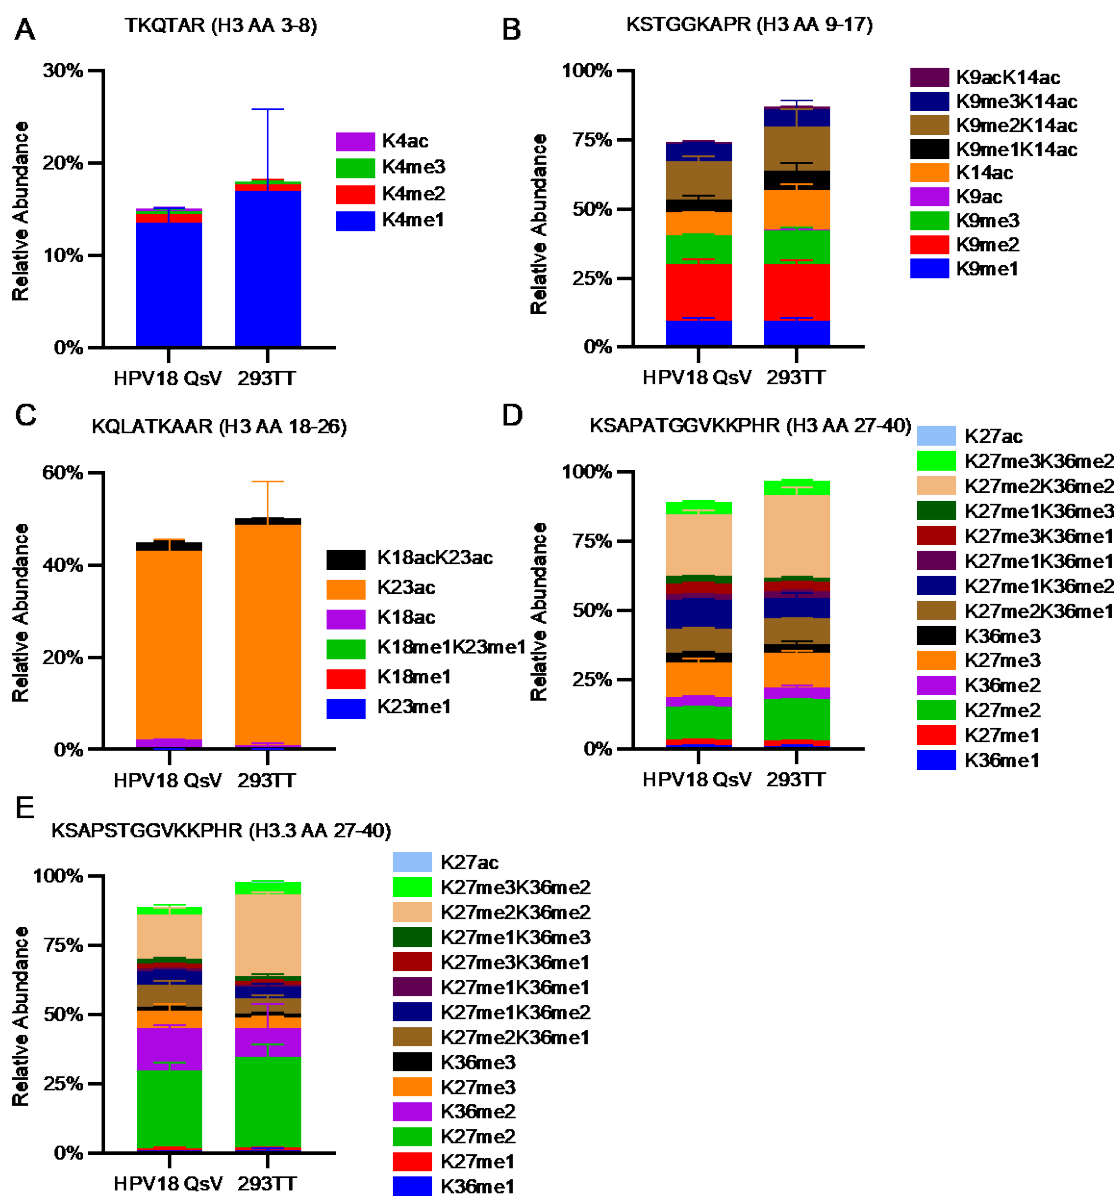 A
TKQTAR (H3 AA 3-8)
Relative Abundance
30%
20%
10%
0%
HPV18 QsV
293TT
K4ac
K4me3
K4me2
K4me1
B
KSTGGKAPR (H3 AA 9-17)
Relative Abundance
100%
75%
50%
25%
0%
HPV18 QsV
293TT
K9acK14ac
K9me3K14ac
K9me2K14ac
K9me1K14ac
K14ac
K9ac
K9me3
K9me2
K9me1
C
KQLATKAAR (H3 AA 18-26)
Relative Abundance
60%
40%
20%
0%
HPV18 QsV
293TT
K18acK23ac
K23ac
K18ac
K18me1K23me1
K18me1
K23me1
D
KSAPATGGVKKPHR (H3 AA 27-40)
Relative Abundance
100%
75%
50%
25%
0%
HPV18 QsV
293TT
K27ac
K27me3K36me2
K27me2K36me2
K27me1K36me3
K27me3K36me1
K27me1K36me1
K27me1K36me2
K27me2K36me1
K36me3
K27me3
K36me2
K27me2
K27me1
K36me1
E
KSAPSTGGVKKPHR (H3.3 AA 27-40)
Relative Abundance
100%
75%
50%
25%
0%
HPV18 QsV
293TT
K27ac
K27me3K36me2
K27me2K36me2
K27me1K36me3
K27me3K36me1
K27me1K36me1
K27me1K36me2
K27me2K36me1
K36me3
K27me3
K36me2
K27me2
K27me1
K36me1